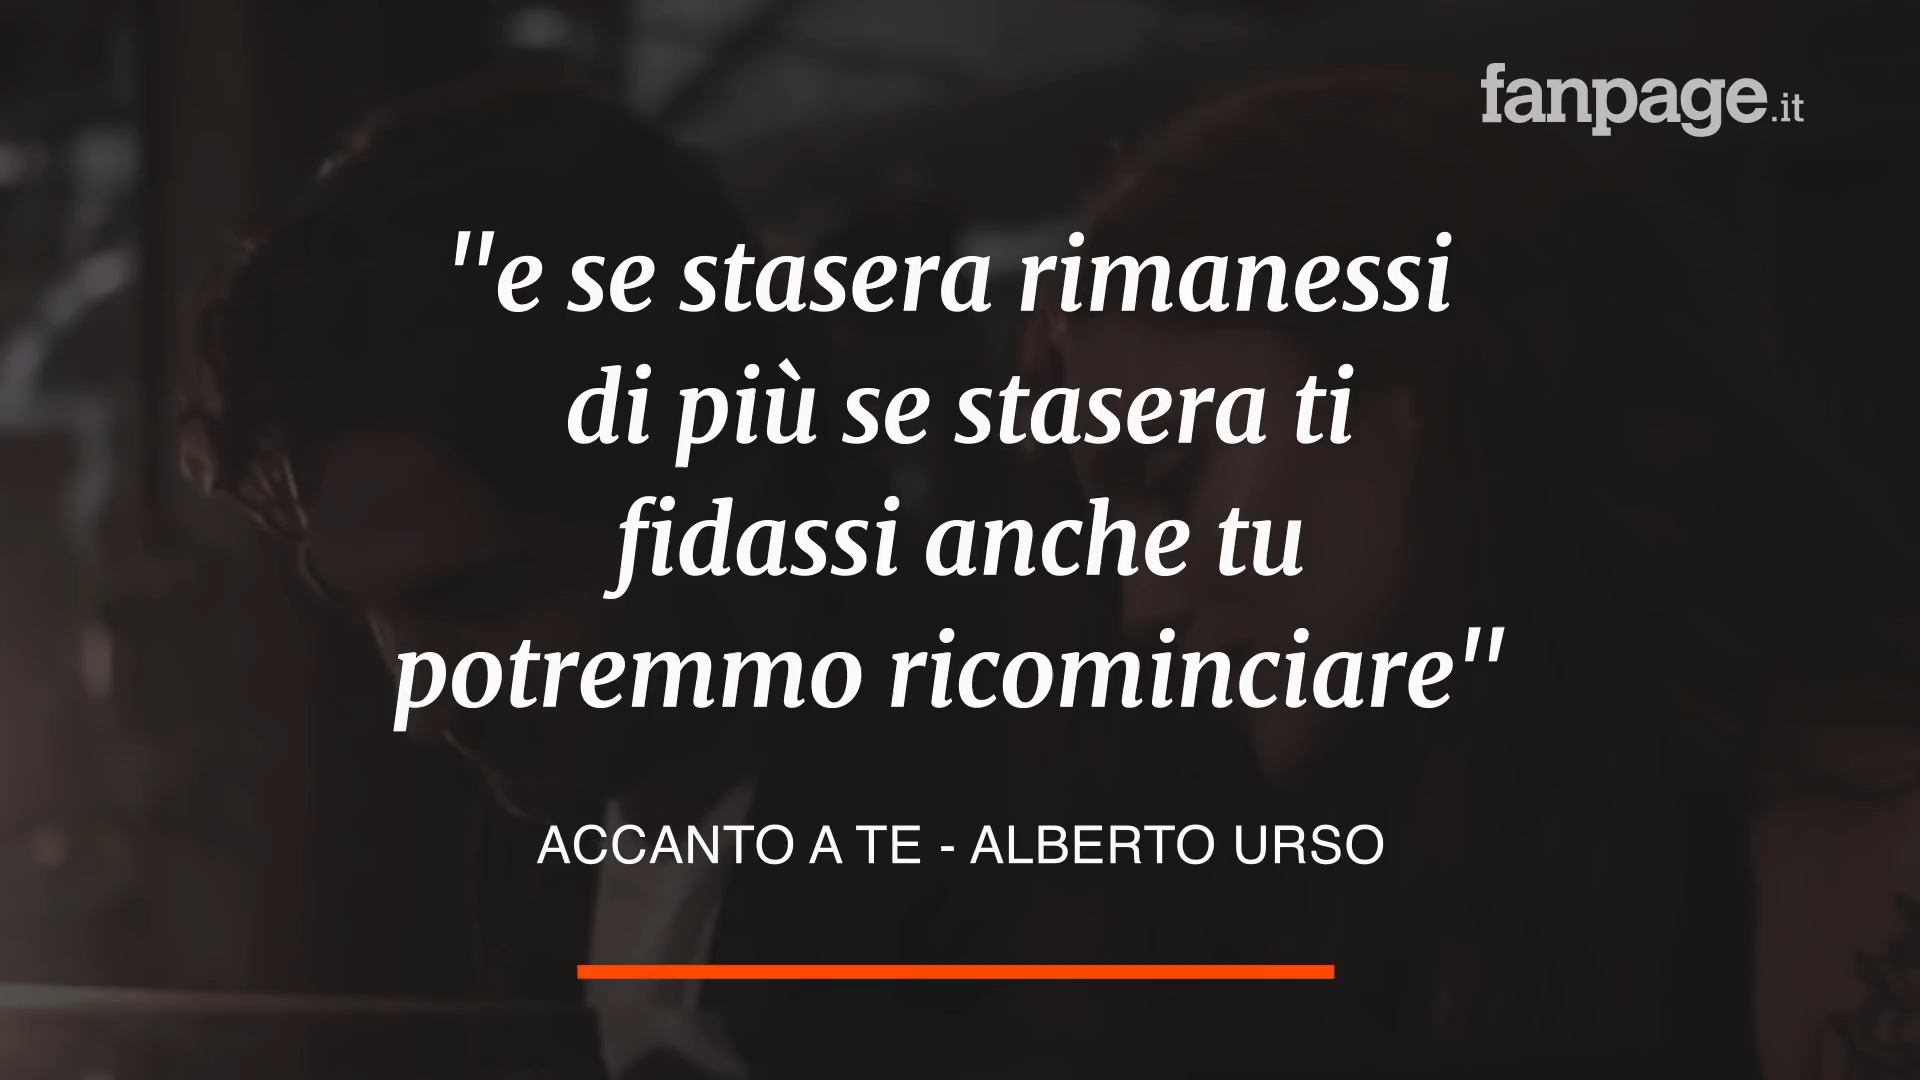 fanpage.it
"e se stasera rimanessi
di più se stasera ti
fidassi anche tu
potremmo ricominciare"
ACCANTO A TE - ALBERTO URSO